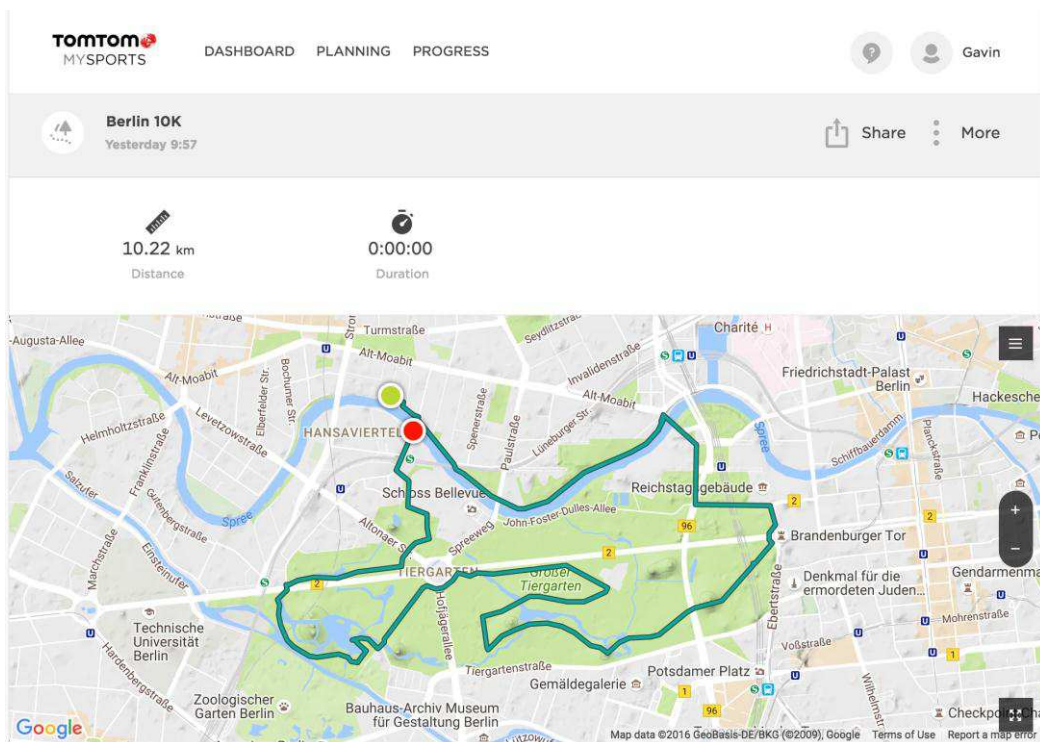 TOMTOM
MYSPORTS
DASHBOARD PLANNING PROGRESS
?
Gavin
Berlin 10K
Yesterday 9:57
Share
More
10.22 km
Distance
0:00:00
Duration
-Augusta-Allee
Turmstraße
Seydlitzstra
Charité H
Alt-Moabit
Invalidenstraße
Friedrichstadt-Palast
Berlin
Alt-Moabit
Bochumer Str.
Elberfelder Str.
Alt-Moabit
Hackesche
Helmholtzstraße
Levetzowstraße
HANSAVIERTEL
Spenerstraße
Paulstraße
Lüneburger Str.
Spree
Schiffbauerdamm
Planckstraße
Franklinstraße
Salzufer
Gutenbergstraße
Schloss Bellevue
Reichstagsgebäude
2
Spree
Altonaer S
Spreeweg
John-Foster-Dulles-Allee
96
2
Marchstraße
Einsteinufer
2
Brandenburger Tor
TIERGARTEN
Großer
Tiergarten
2
Ebertstraße
Denkmal für die
ermordeten Juden...
Gendarmenma
Technische
Universität
Berlin
Hofjägerallee
Mohrenstraße
Hardenbergstraße
Tiergartenstraße
Voßstraße
1
Potsdamer Platz
Gemäldegalerie
1
Wilhelmstraß
Zoologischer
Garten Berlin
Bauhaus-Archiv Museum
für Gestaltung Berlin
96
Checkpo
Google
Map data ©2016 GeoBasis-DE/BKG (©2009), Google Terms of Use Report a map error